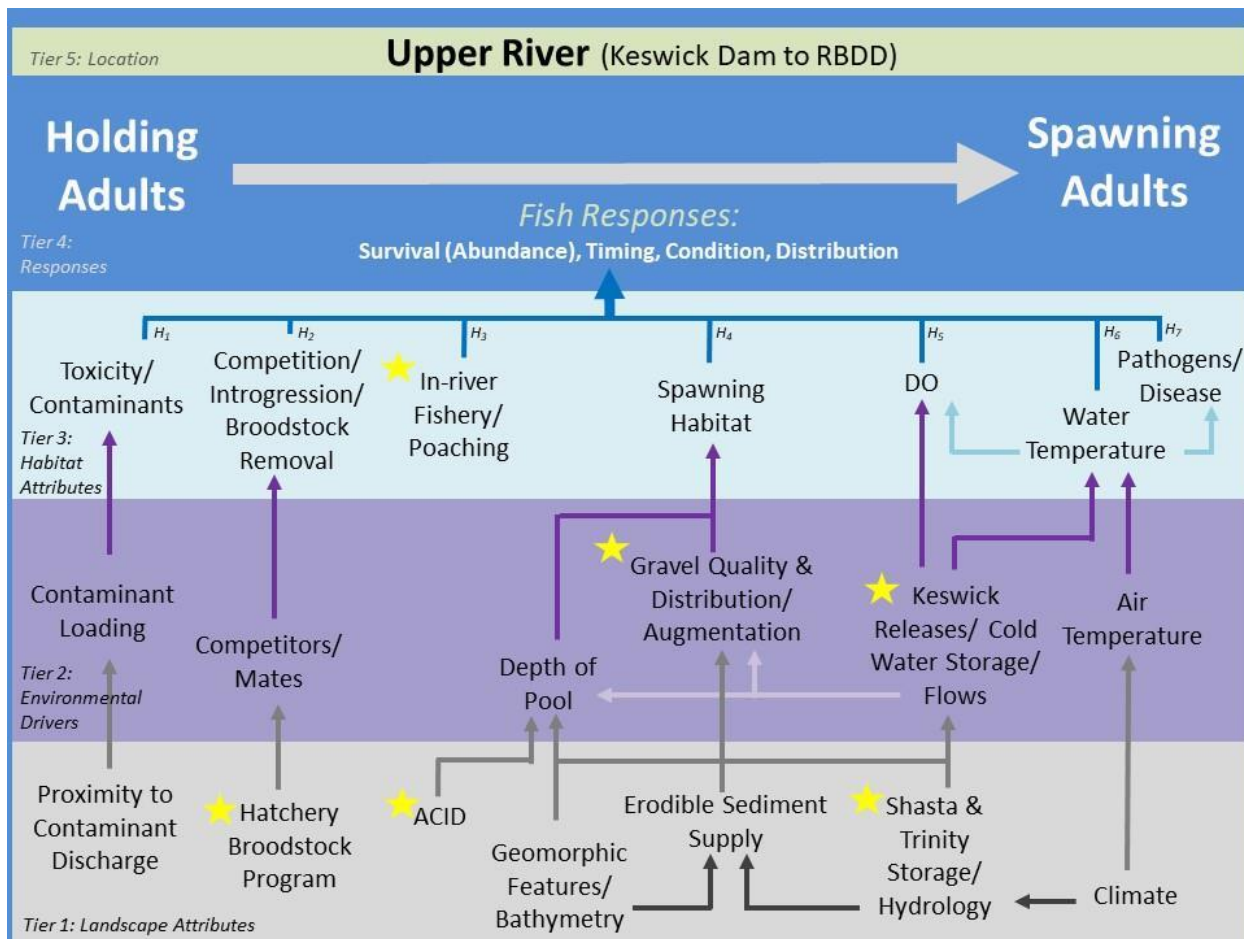 Tier 5: Location
Upper River (Keswick Dam to RBDD)
Holding
Adults
Spawning
Adults
Fish Responses:
Survival (Abundance), Timing, Condition, Distribution
Tier 4:
Responses
H1
H2
H3
H4
H5
H6
H7
Toxicity/
Contaminants
Competition/
Introgression/
Broodstock
Removal
In-river
Fishery/
Poaching
Spawning
Habitat
DO
Water
Temperature
Pathogens/
Disease
Tier 3:
Habitat
Attributes
Contaminant
Loading
Competitors/
Mates
Depth of
Pool
Gravel Quality &
Distribution/
Augmentation
Keswick
Releases/ Cold
Water Storage/
Flows
Air
Temperature
Tier 2:
Environmental
Drivers
Proximity to
Contaminant
Discharge
Hatchery
Broodstock
Program
ACID
Geomorphic
Features/
Bathymetry
Erodible Sediment
Supply
Shasta &
Trinity
Storage/
Hydrology
Climate
Tier 1: Landscape Attributes